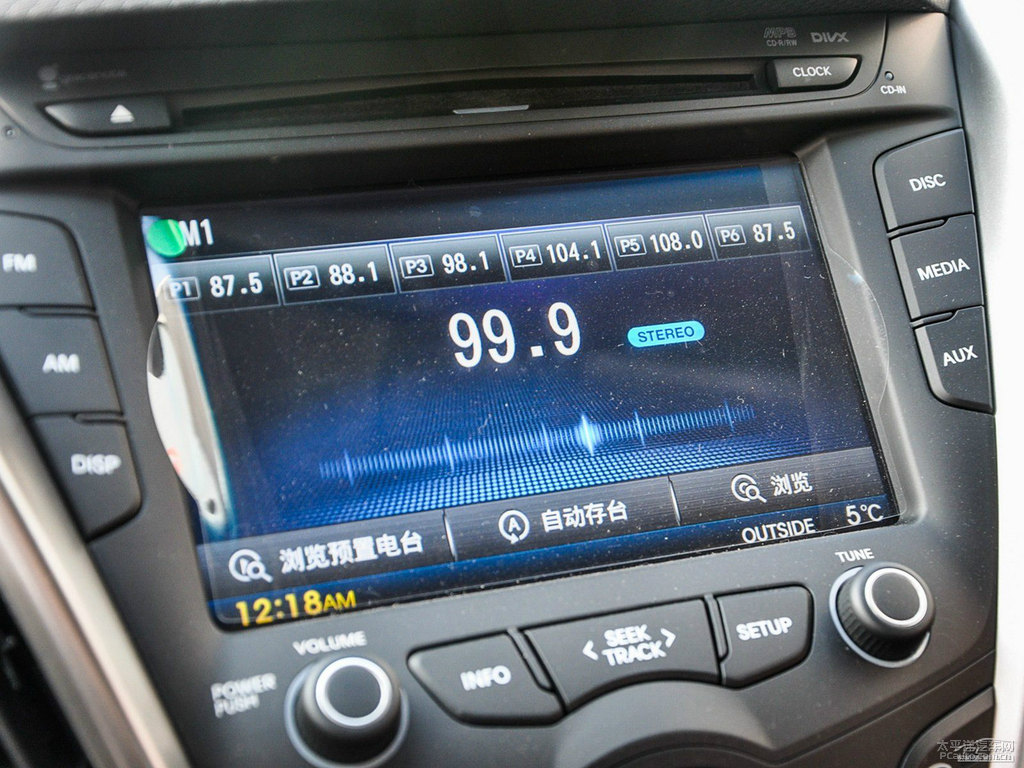 MP3
CD-R/RW
DIVX
CLOCK
CD-IN
FM
AM
DISP
DISC
MEDIA
AUX
M1
P1 87.5
P2 88.1
P3 98.1
P4 104.1
P5 108.0
P6 87.5
99.9
STEREO
浏览预置电台
自动存台
浏览
12:18AM
OUTSIDE 5°C
VOLUME
POWER
PUSH
INFO
SEEK
TRACK
SETUP
TUNE
太平洋汽车网
PCauto.com.cn